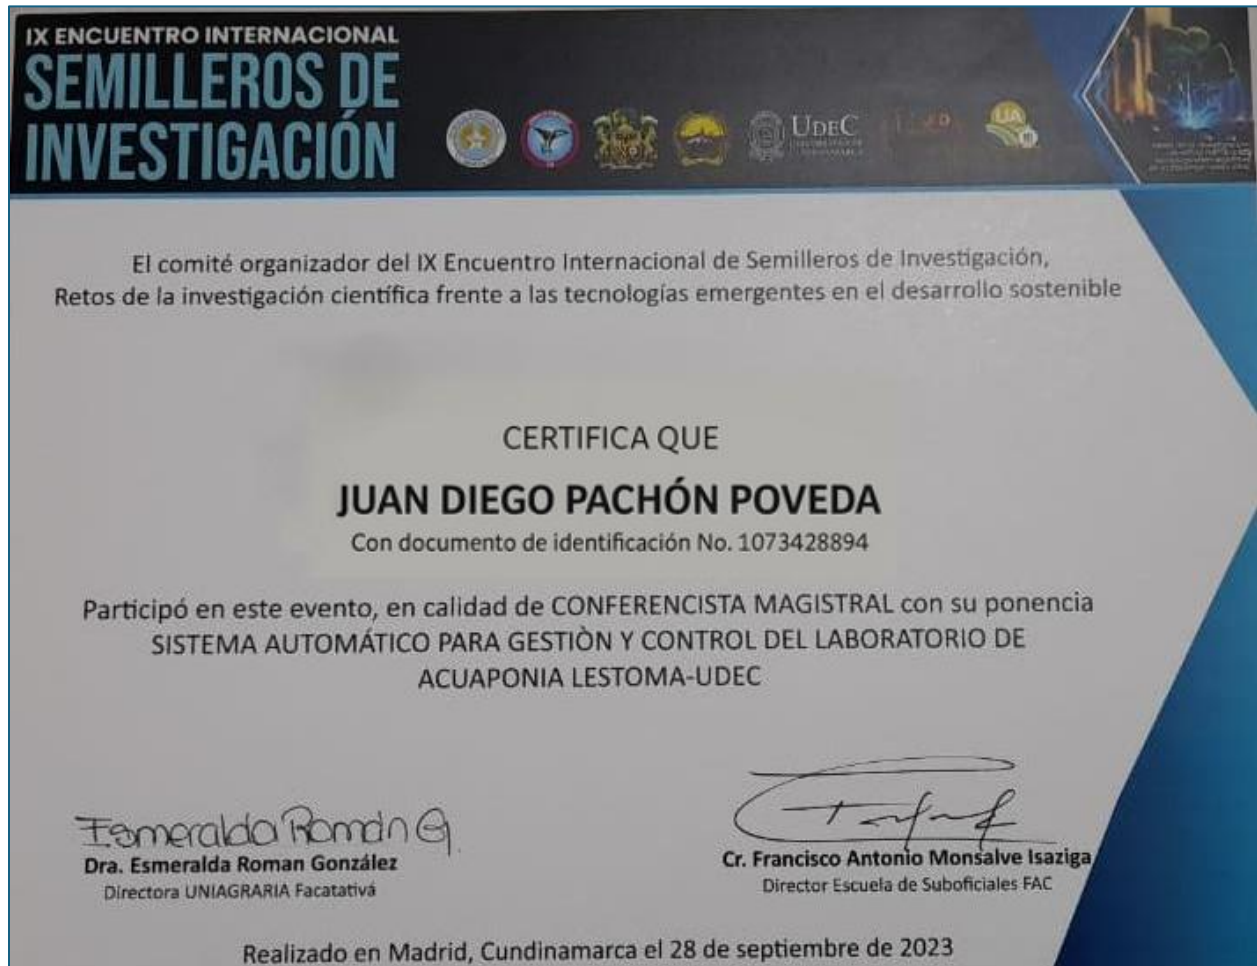 IX ENCUENTRO INTERNACIONAL
SEMILLEROS DE
INVESTIGACIÓN
UDEC
UA
El comité organizador del IX Encuentro Internacional de Semilleros de Investigación,
Retos de la investigación científica frente a las tecnologías emergentes en el desarrollo sostenible
CERTIFICA QUE
JUAN DIEGO PACHÓN POVEDA
Con documento de identificación No. 1073428894
Participó en este evento, en calidad de CONFERENCISTA MAGISTRAL con su ponencia
SISTEMA AUTOMÁTICO PARA GESTIÒN Y CONTROL DEL LABORATORIO DE
ACUAPONIA LESTOMA-UDEC
Esmeralda Román G
Dra. Esmeralda Roman González
Directora UNIAGRARIA Facatativá
Cr. Francisco Antonio Monsalve Isaziga
Director Escuela de Suboficiales FAC
Realizado en Madrid, Cundinamarca el 28 de septiembre de 2023